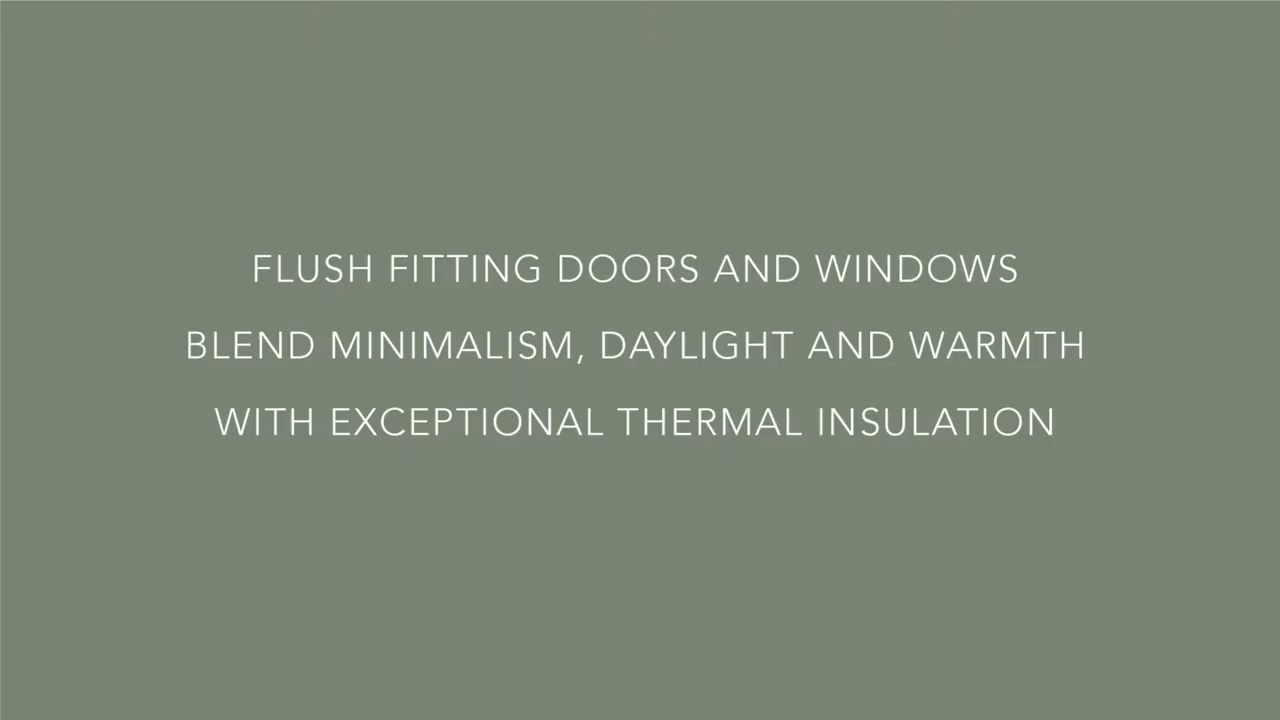 FLUSH FITTING DOORS AND WINDOWS
BLEND MINIMALISM, DAYLIGHT AND WARMTH
WITH EXCEPTIONAL THERMAL INSULATION